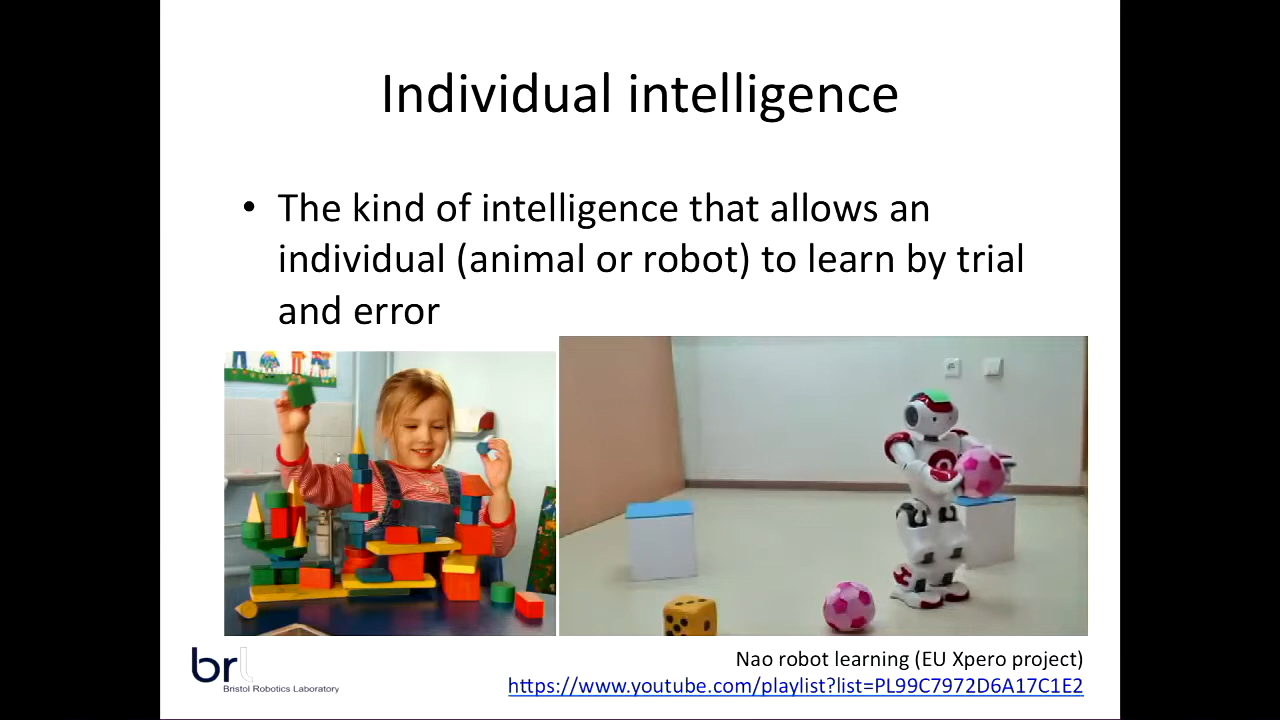 Individual intelligence
• The kind of intelligence that allows an
individual (animal or robot) to learn by trial
and error
brl
Bristol Robotics Laboratory
Nao robot learning (EU Xpero project)
https://www.youtube.com/playlist?list=PL99C7972D6A17C1E2